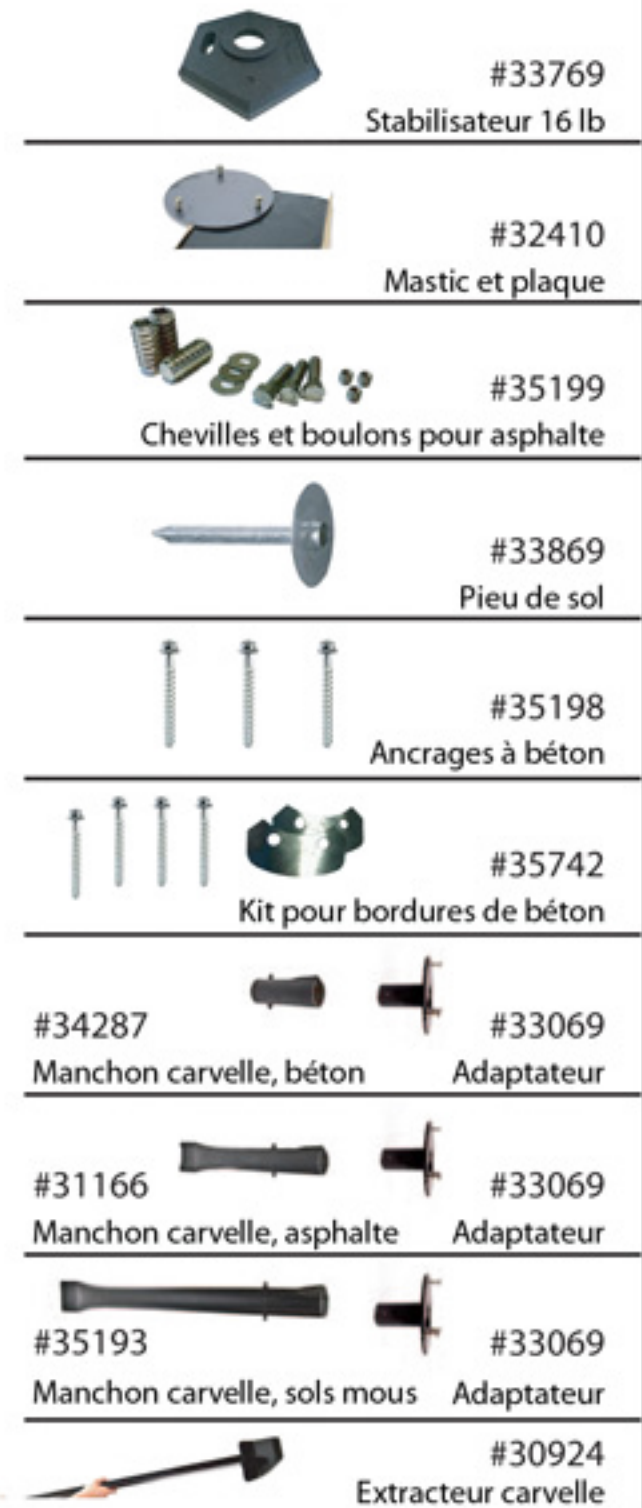 #33769
Stabilisateur 16 lb
#32410
Mastic et plaque
#35199
Chevilles et boulons pour asphalte
#33869
Pieu de sol
#35198
Ancrages à béton
#35742
Kit pour bordures de béton
#34287 #33069
Manchon carvelle, béton Adaptateur
#31166 #33069
Manchon carvelle, asphalte Adaptateur
#35193 #33069
Manchon carvelle, sols mous Adaptateur
#30924
Extracteur carvelle